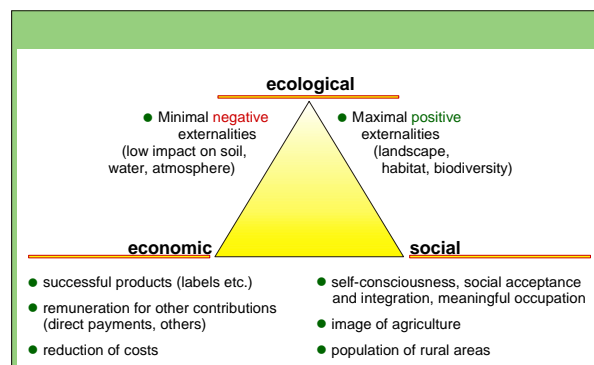 ecological
● Minimal negative
externalities
(low impact on soil,
water, atmosphere)
● Maximal positive
externalities
(landscape,
habitat, biodiversity)
economic
● successful products (labels etc.)
● remuneration for other contributions
(direct payments, others)
● reduction of costs
social
● self-consciousness, social acceptance
and integration, meaningful occupation
● image of agriculture
● population of rural areas